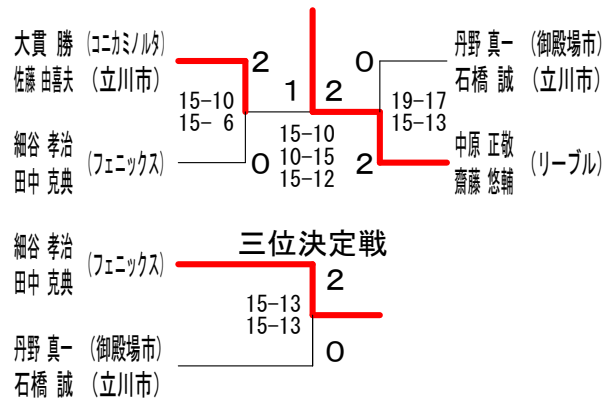 大貫 勝 (コニカミノルタ)
佐藤 由喜夫 (立川市)
2
15-10
15- 6
細谷 孝治
田中 克典
(フェニックス)
0
1
2
15-10
10-15
15-12
0
丹野 真一 (御殿場市)
石橋 誠 (立川市)
19-17
15-13
2
中原 正敬
齋藤 悠輔
(リーブル)
三位決定戦
細谷 孝治
田中 克典
(フェニックス)
2
15-13
15-13
0
丹野 真一 (御殿場市)
石橋 誠 (立川市)